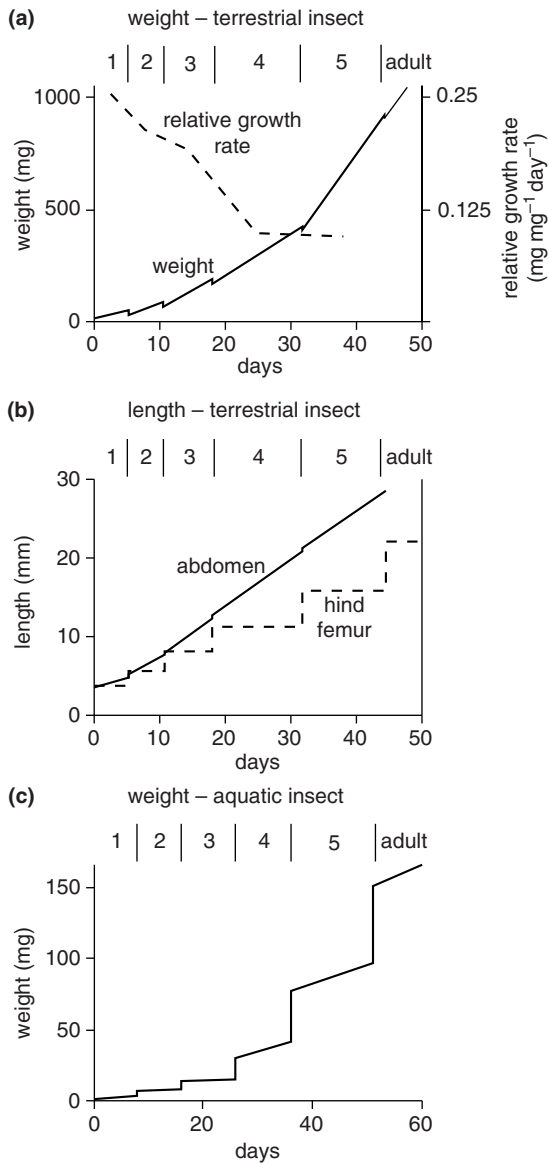 (a)
weight – terrestrial insect
1 2 3 4 5 adult
1000
500
0
weight (mg)
relative growth
rate
weight
0.25
0.125
relative growth rate
(mg mg⁻¹ day⁻¹)
0 10 20 30 40 50
days
(b)
length – terrestrial insect
1 2 3 4 5 adult
30
20
10
0
length (mm)
abdomen
hind
femur
0 10 20 30 40 50
days
(c)
weight – aquatic insect
1 2 3 4 5 adult
150
100
50
0
weight (mg)
0 20 40 60
days